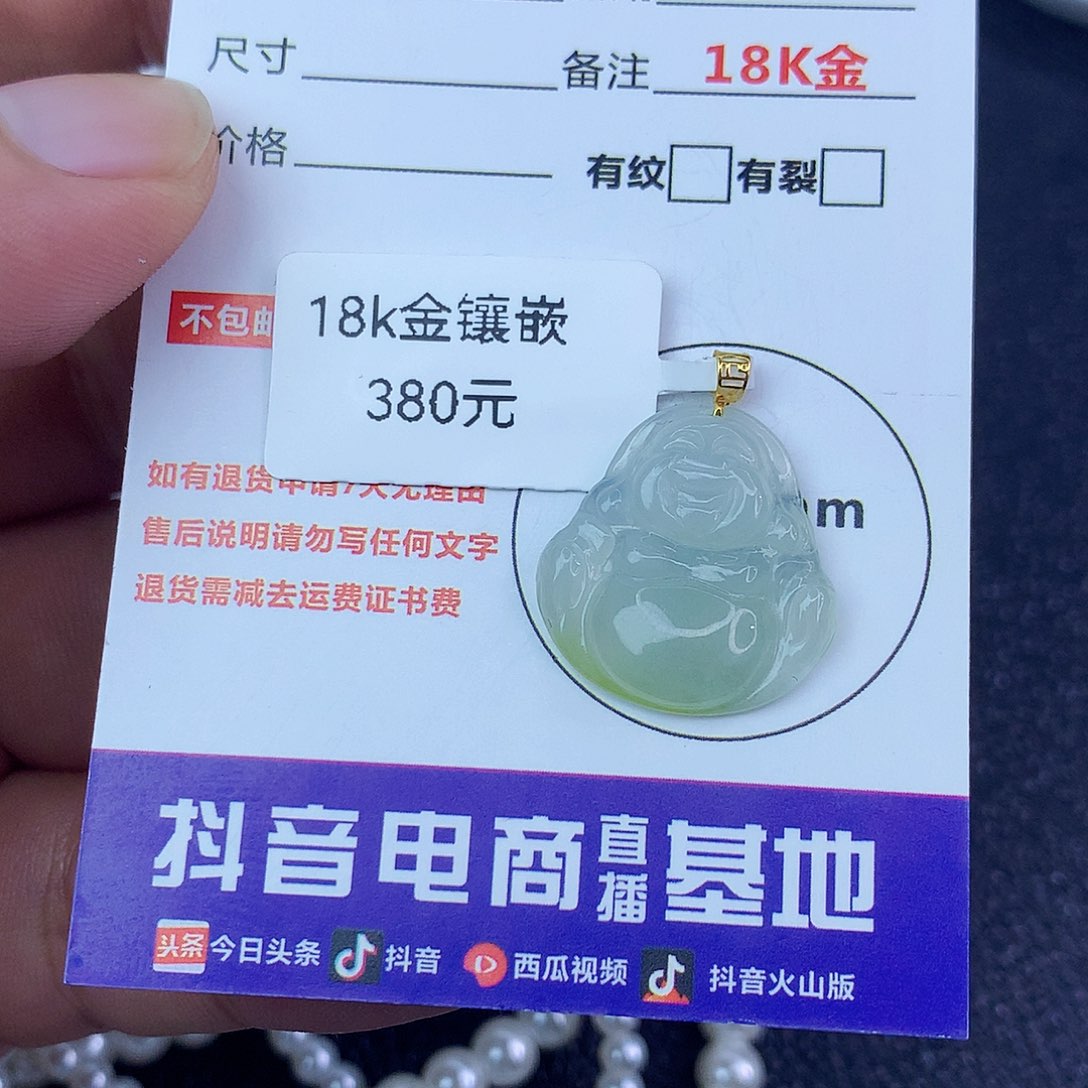 尺寸 备注 18K金
价格 有纹 有裂
不包邮
18k金镶嵌
380元
m
如有退货申请7天无理由
售后说明请勿写任何文字
退货需减去运费证书费
抖音电商直播基地
头条 今日头条 抖音 西瓜视频 抖音火山版